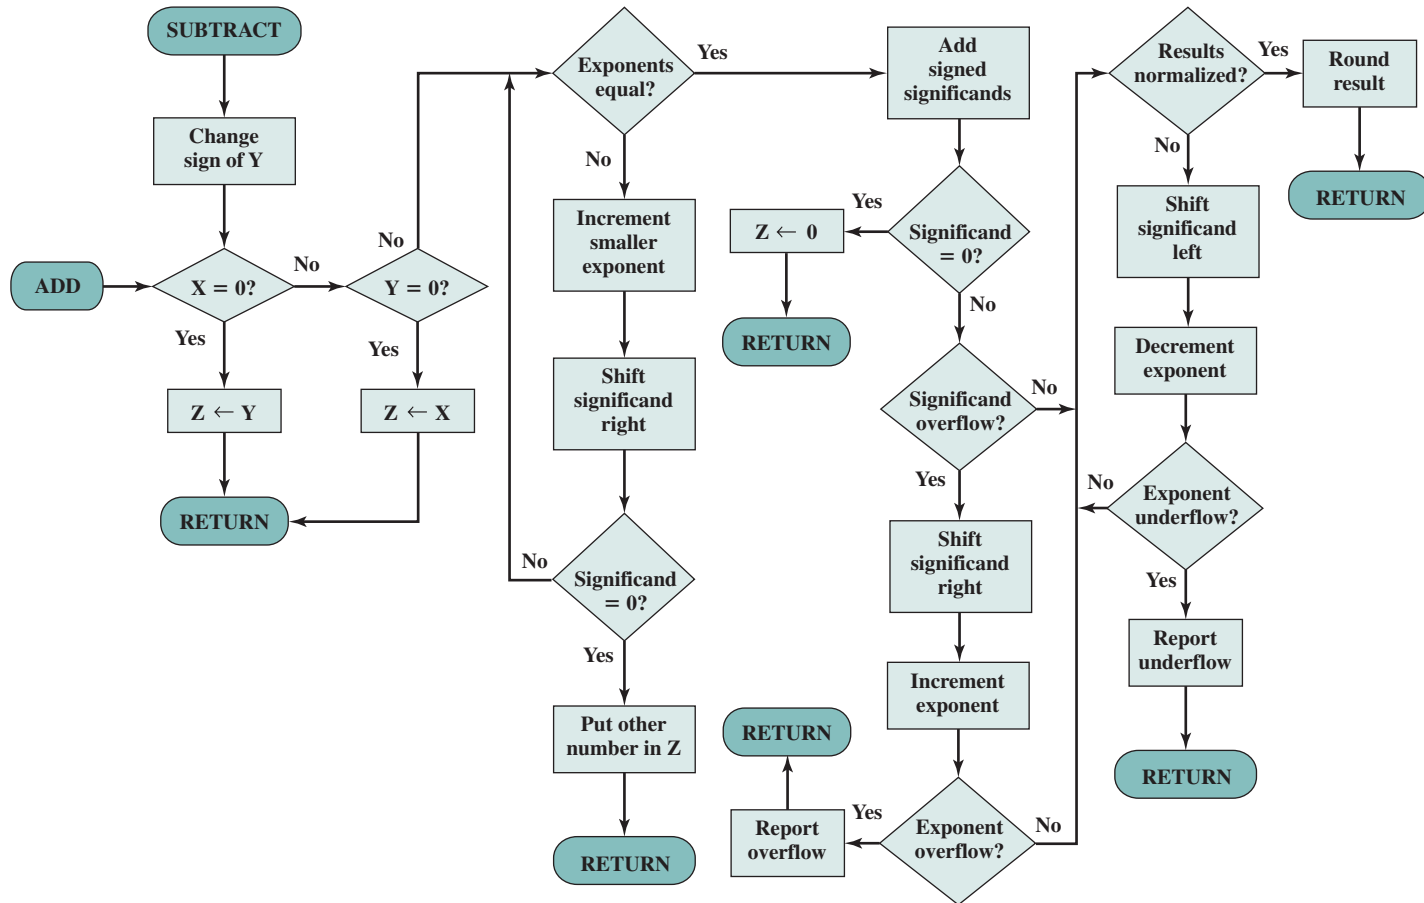 SUBTRACT
Change
sign of Y
ADD
X = 0?
No
Yes
Z ← Y
RETURN
Y = 0?
No
Yes
Z ← X
Exponents
equal?
Yes
No
Increment
smaller
exponent
Shift
significand
right
Significand
= 0?
No
Yes
Put other
number in Z
RETURN
Add
signed
significands
Significand
= 0?
Yes
Z ← 0
RETURN
No
Significand
overflow?
No
Yes
Shift
significand
right
Increment
exponent
Exponent
overflow?
Yes
Report
overflow
RETURN
No
Results
normalized?
Yes
Round
result
RETURN
No
Shift
significand
left
Decrement
exponent
Exponent
underflow?
No
Yes
Report
underflow
RETURN